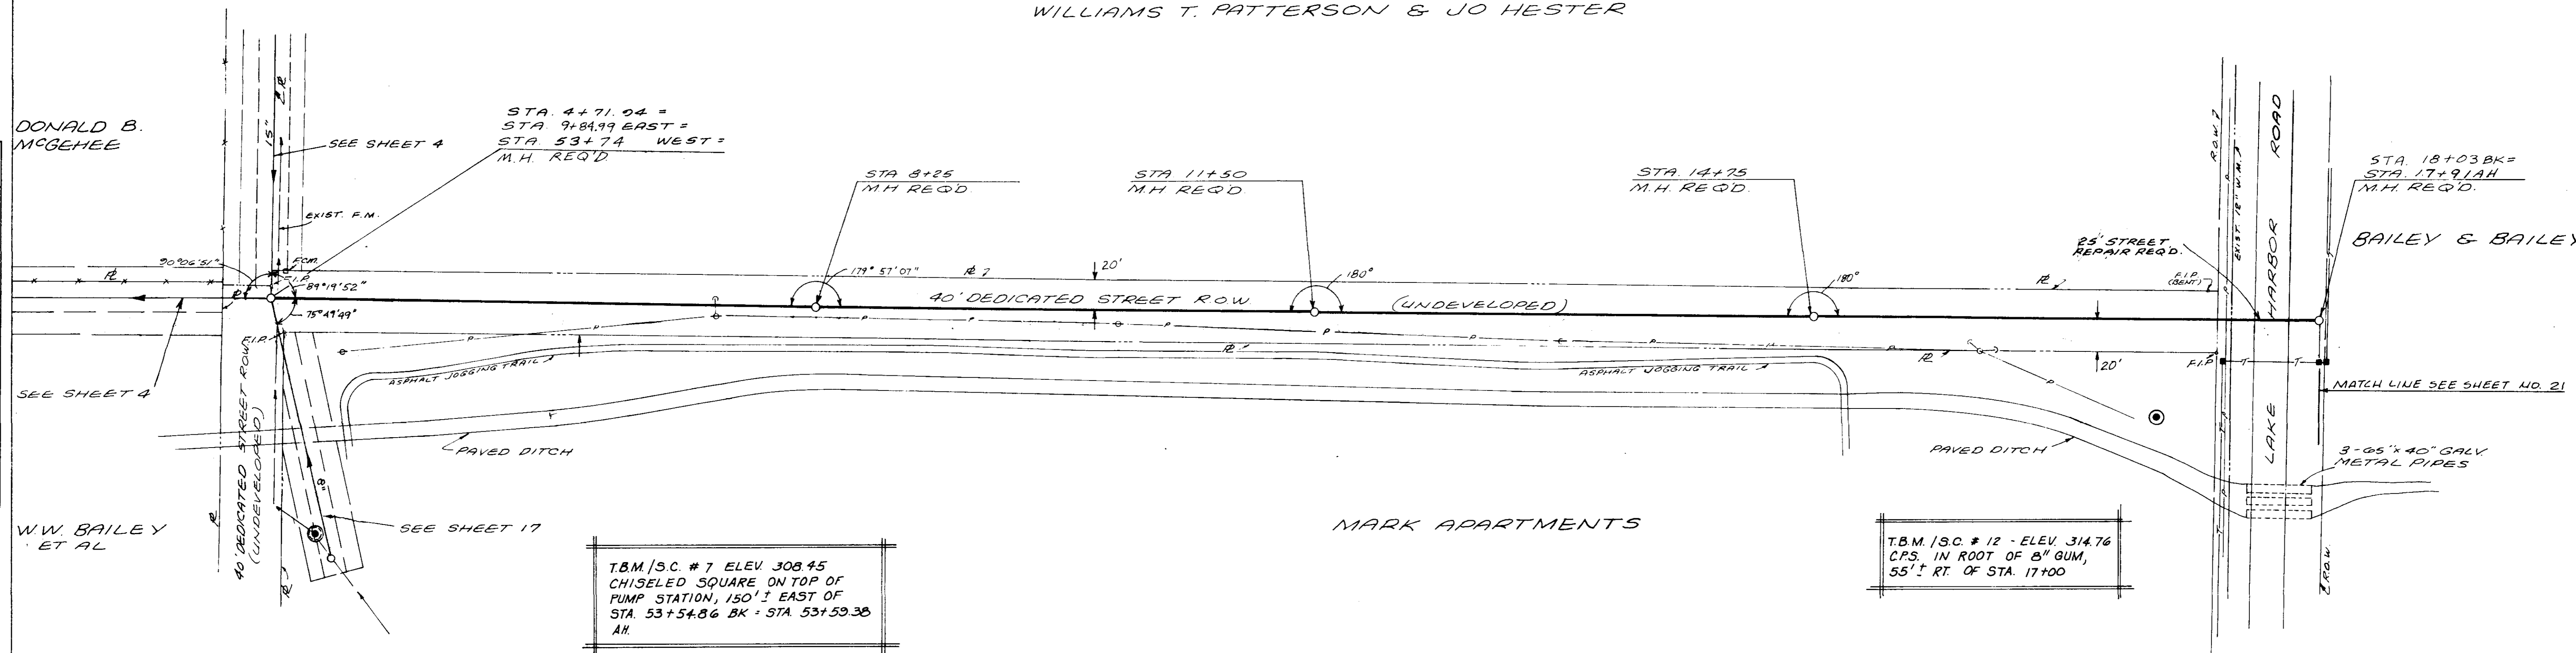 WILLIAMS T. PATTERSON & JO HESTER
DONALD B.
McGEHEE
15"
SEE SHEET 4
EXIST. F.M.
STA. 4+71.94 =
STA. 9+84.99 EAST =
STA. 53+74 WEST =
M.H. REQ'D.
STA 8+25
M.H REQ'D.
STA 11+50
M.H. REQ'D.
STA. 14+75
M.H. REQ'D.
R.O.W.
EXIST. 12" W.M.
LAKE HARBOR ROAD
STA. 18+03 BK=
STA. 17+91 AH
M.H. REQ'D.
25' STREET
REPAIR REQ'D.
BAILEY & BAILEY
90°06'51"
F.C.M.
F.I.P.
89°19'52"
75°49'49"
179° 57' 07"
20'
180°
180°
F.I.P.
(BENT)
40' DEDICATED STREET R.O.W. (UNDEVELOPED)
F.I.P.
ASPHALT JOGGING TRAIL
ASPHALT JOGGING TRAIL
20'
F.I.P
MATCH LINE SEE SHEET NO. 21
SEE SHEET 4
40' DEDICATED STREET ROW.
(UNDEVELOPED)
PAVED DITCH
PAVED DITCH
3-65"x40" GALV.
METAL PIPES
8"
SEE SHEET 17
W.W. BAILEY
ET AL
MARK APARTMENTS
T.B.M./S.C. # 7 ELEV. 308.45
CHISELED SQUARE ON TOP OF
PUMP STATION, 150'± EAST OF
STA. 53+54.86 BK = STA. 53+59.38
AH.
T.B.M./S.C. # 12 - ELEV. 314.76
C.P.S. IN ROOT OF 8" GUM,
55'± RT. OF STA. 17+00
R.O.W.